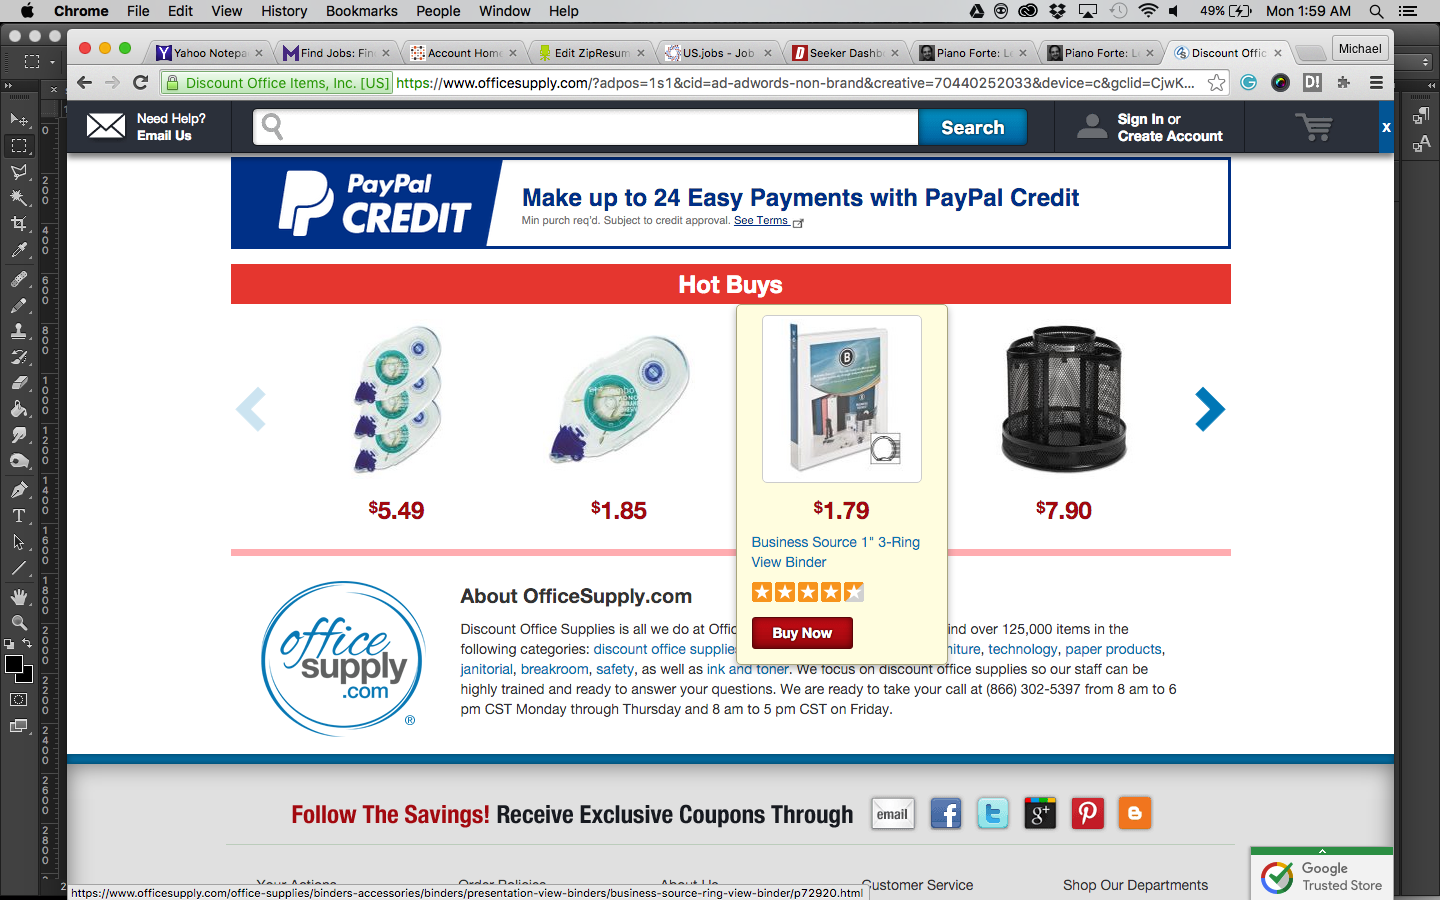 Chrome File Edit View History Bookmarks People Window Help
49% Mon 1:59 AM
Yahoo Notepa
Find Jobs: Fin
Account Home
Edit ZipResum
US.jobs - Job
Seeker Dashb
Piano Forte: Le
Piano Forte: Le
Discount Offic
Michael
Discount Office Items, Inc. [US]
https://www.officesupply.com/?adpos=1s1&cid=ad-adwords-non-brand&creative=70440252033&device=c&gclid=CjwK...
Need Help?
Email Us
Search
Sign In or
Create Account
x
PayPal
CREDIT
Make up to 24 Easy Payments with PayPal Credit
Min purch req'd. Subject to credit approval. See Terms
Hot Buys
B
$5.49
$1.85
$1.79
$7.90
Business Source 1" 3-Ring
View Binder
Buy Now
office
supply
.com
®
About OfficeSupply.com
Discount Office Supplies is all we do at Offic
ind over 125,000 items in the
following categories: discount office supplies
niture, technology, paper products,
janitorial, breakroom, safety, as well as ink and toner. We focus on discount office supplies so our staff can be
highly trained and ready to answer your questions. We are ready to take your call at (866) 302-5397 from 8 am to 6
pm CST Monday through Thursday and 8 am to 5 pm CST on Friday.
Follow The Savings! Receive Exclusive Coupons Through
email
Your Actions
Order Policies
About Us
Customer Service
Shop Our Departments
Google
Trusted Store
https://www.officesupply.com/office-supplies/binders-accessories/binders/presentation-view-binders/business-source-ring-view-binder/p72920.html